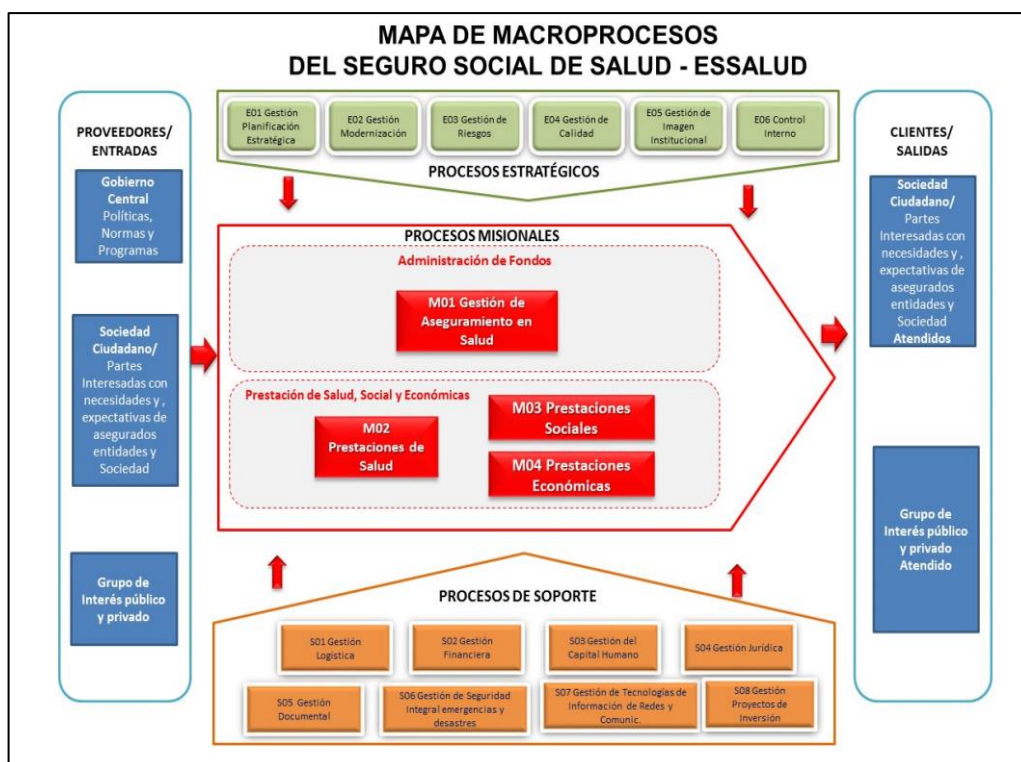 MAPA DE MACROPROCESOS
DEL SEGURO SOCIAL DE SALUD - ESSALUD
PROVEEDORES/
ENTRADAS
Gobierno
Central
Políticas,
Normas y
Programas
Sociedad
Ciudadano/
Partes
Interesadas con
necesidades y ,
expectativas de
asegurados
entidades y
Sociedad
Grupo de
Interés público
y privado
E01 Gestión
Planificación
Estratégica
E02 Gestión
Modernización
E03 Gestión de
Riesgos
E04 Gestión de
Calidad
E05 Gestión de
Imagen
Institucional
E06 Control
Interno
PROCESOS ESTRATÉGICOS
PROCESOS MISIONALES
Administración de Fondos
M01 Gestión de
Aseguramiento en
Salud
Prestación de Salud, Social y Económicas
M02
Prestaciones de
Salud
M03 Prestaciones
Sociales
M04 Prestaciones
Económicas
PROCESOS DE SOPORTE
S01 Gestión
Logística
S02 Gestión
Financiera
S03 Gestión del
Capital Humano
S04 Gestión Jurídica
S05 Gestión
Documental
S06 Gestión de Seguridad
Integral emergencias y
desastres
S07 Gestión de Tecnologías de
Información de Redes y
Comunic.
S08 Gestión
Proyectos de
Inversión
CLIENTES/
SALIDAS
Sociedad
Ciudadano/
Partes
Interesadas con
necesidades y ,
expectativas de
asegurados
entidades y
Sociedad
Atendidos
Grupo de
Interés público
y privado
Atendido